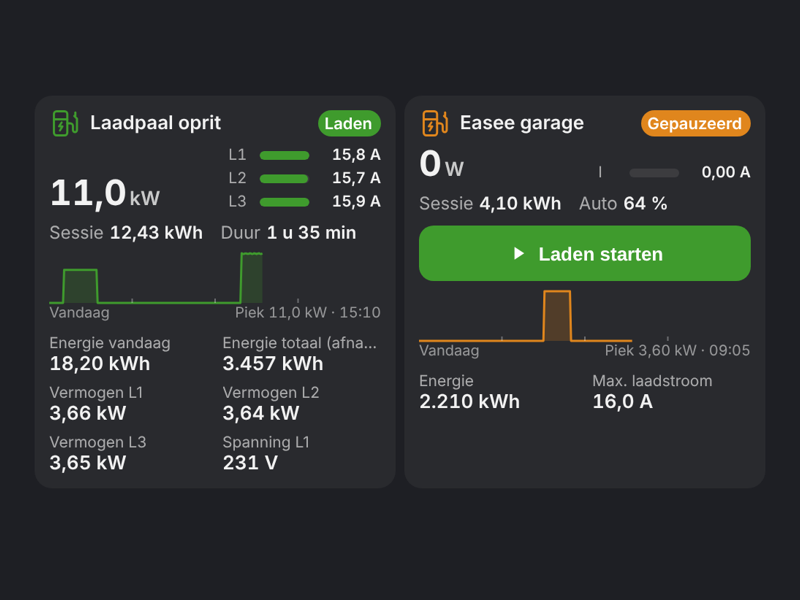 Laadpaal oprit
Laden
L1 15,8 A
L2 15,7 A
L3 15,9 A
11,0 kW
Sessie 12,43 kWh Duur 1 u 35 min
Vandaag Piek 11,0 kW · 15:10
Energie vandaag Energie totaal (afna...
18,20 kWh 3.457 kWh
Vermogen L1 Vermogen L2
3,66 kW 3,64 kW
Vermogen L3 Spanning L1
3,65 kW 231 V
Easee garage
Gepauzeerd
0 W
I 0,00 A
Sessie 4,10 kWh Auto 64 %
Laden starten
Vandaag Piek 3,60 kW · 09:05
Energie Max. laadstroom
2.210 kWh 16,0 A